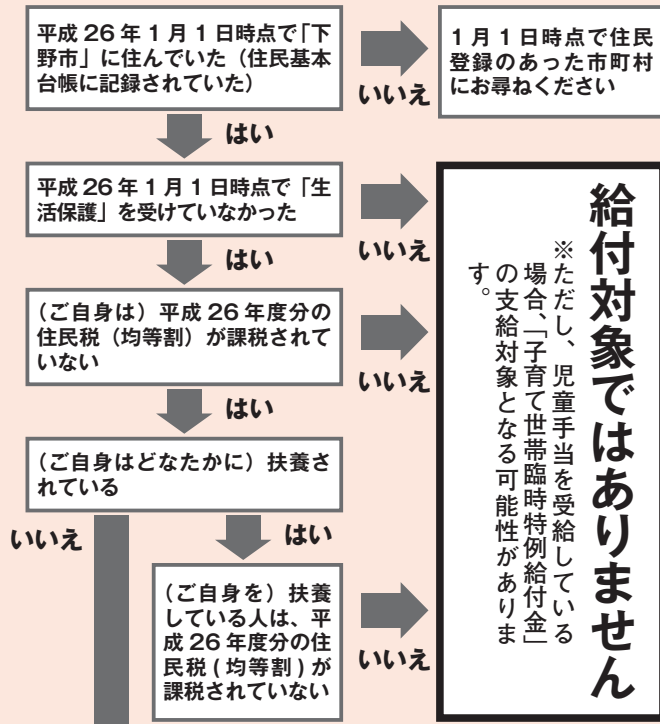 平成 26 年 1 月 1 日時点で「下
野市」に住んでいた（住民基本
台帳に記録されていた）
いいえ
1 月 1 日時点で住民
登録のあった市町村
にお尋ねください
はい
平成 26 年 1 月 1 日時点で「生
活保護」を受けていなかった
いいえ
はい
（ご自身は）平成 26 年度分の
住民税（均等割）が課税されて
いない
いいえ
はい
（ご自身はどなたかに）扶養さ
れている
いいえ
はい
（ご自身を）扶養
している人は、平
成 26 年度分の住
民税 ( 均等割 ) が
課税されていない
いいえ
給付対象ではありません
※ただし、児童手当を受給している
場合、「子育て世帯臨時特例給付金」
の支給対象となる可能性がありま
す。